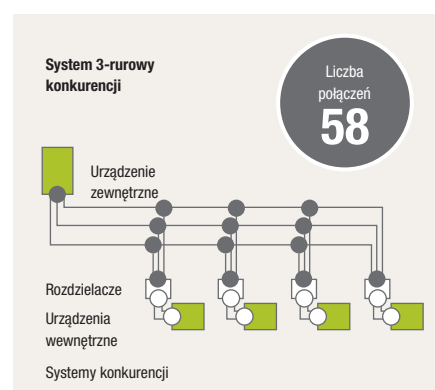 System 3-rurowy
konkurencji
Liczba
połączeń
58
Urządzenie
zewnętrzne
Rozdzielacze
Urządzenia
wewnętrzne
Systemy konkurencji